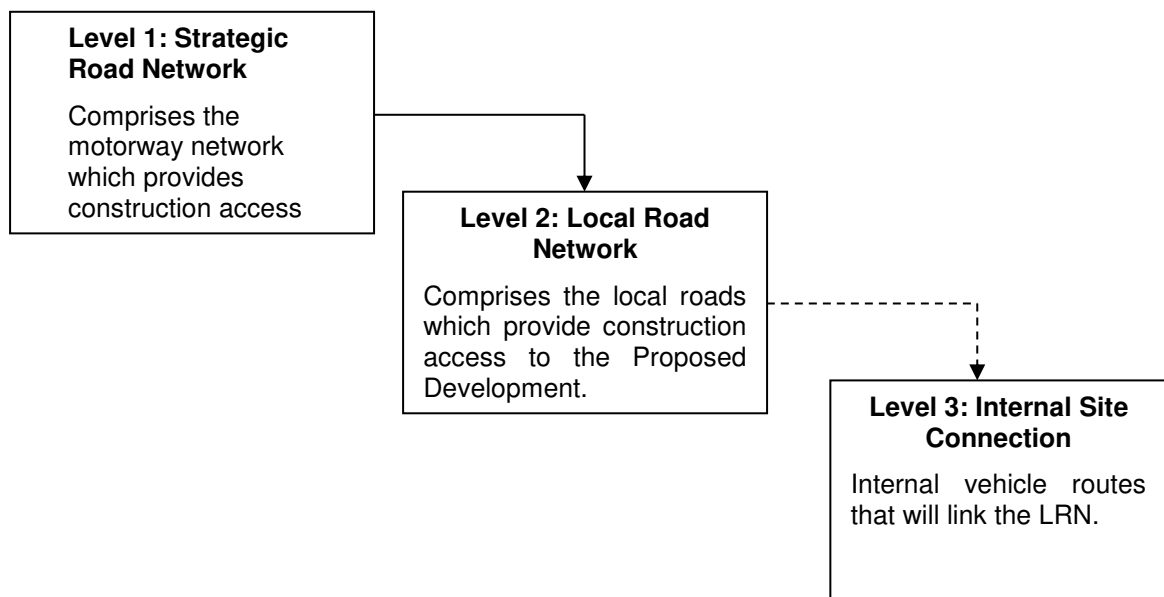 Level 1: Strategic
Road Network
Comprises the
motorway network
which provides
construction access
Level 2: Local Road
Network
Comprises the local roads
which provide construction
access to the Proposed
Development.
Level 3: Internal Site
Connection
Internal vehicle routes
that will link the LRN.